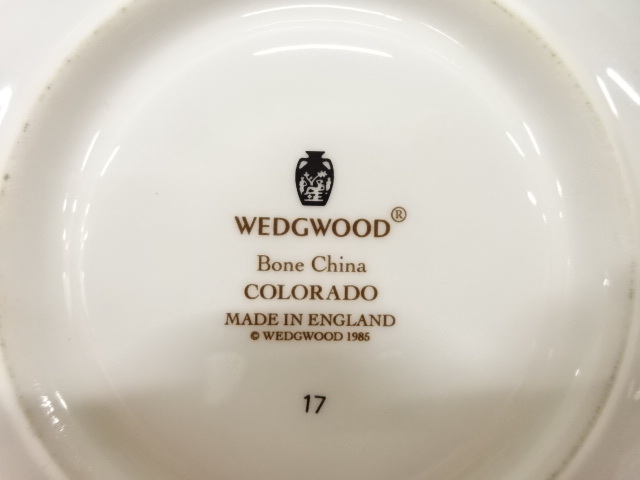 WEDGWOOD®
Bone China
COLORADO
MADE IN ENGLAND
© WEDGWOOD 1985
17